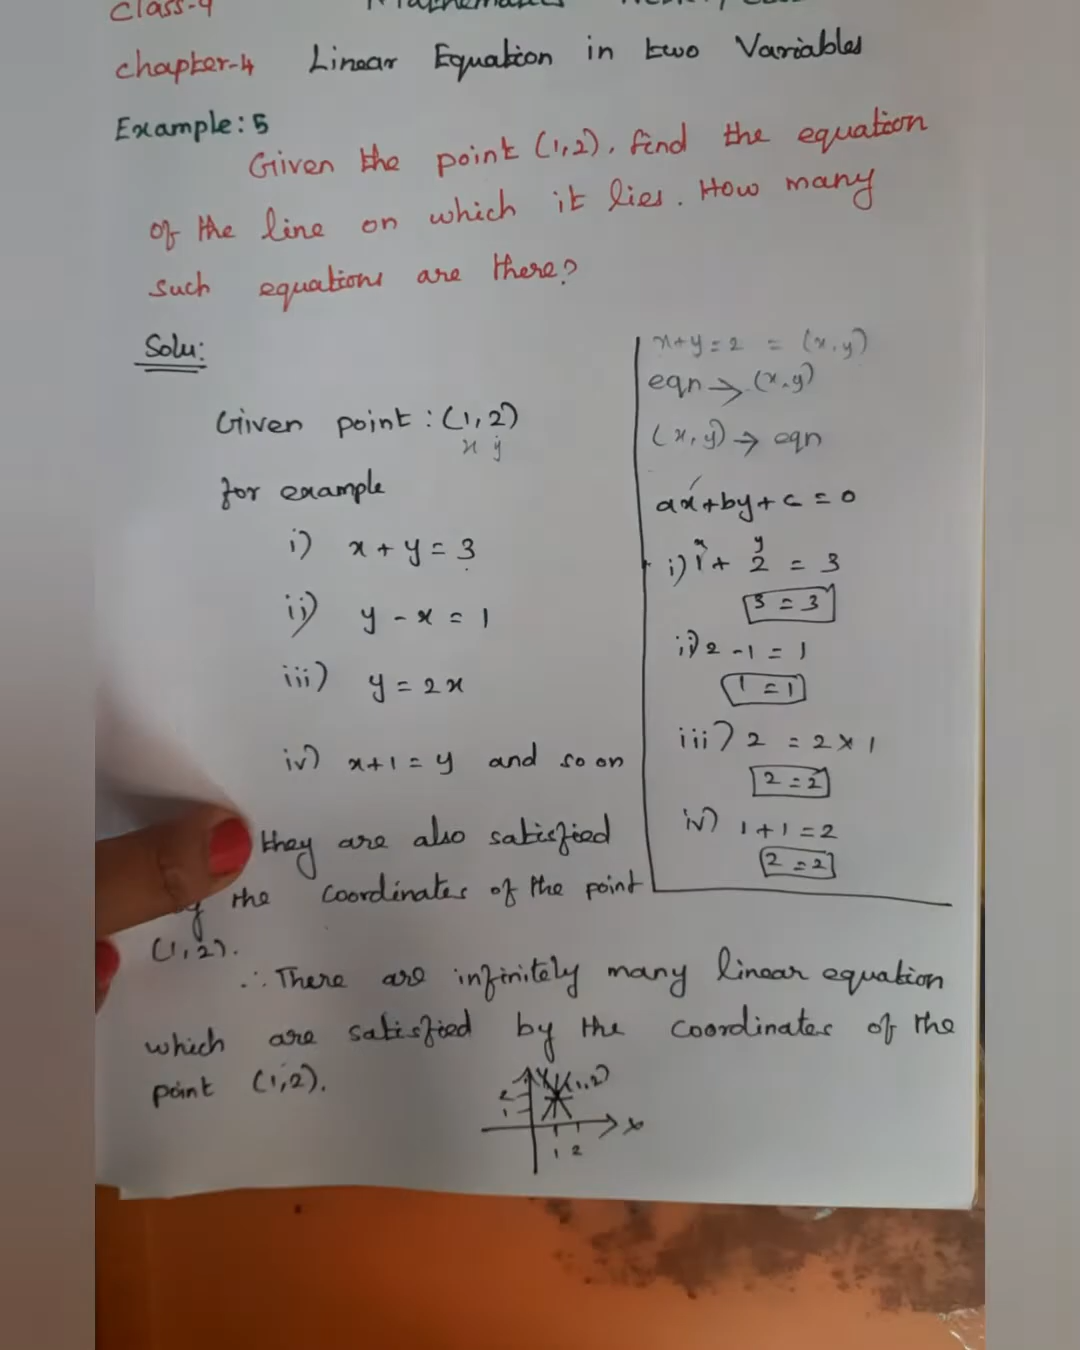 Class-9
Chapter-4 Linear Equation in two Variables
Example: 5
Given the point (1,2), find the equation
of the line on which it lies. How many
such equations are there?
Solu:
Given point : (1,2)
x y
for example
i) x + y = 3
ii) y - x = 1
iii) y = 2x
iv) x+1 = y and so on
they are also satisfied
the coordinates of the point
(1,2).
∴ There are infinitely many linear equation
which are satisfied by the coordinates of the
point (1,2).
x+y=2 = (x,y)
eqn → (x,y)
(x,y) → eqn
ax+by+c=0
x y
i) 1 + 2 = 3
3 = 3
ii) 2 - 1 = 1
1 = 1
iii) 2 = 2 x 1
2 = 2
iv) 1 + 1 = 2
2 = 2
Y (1,2)
2
1
x
1 2